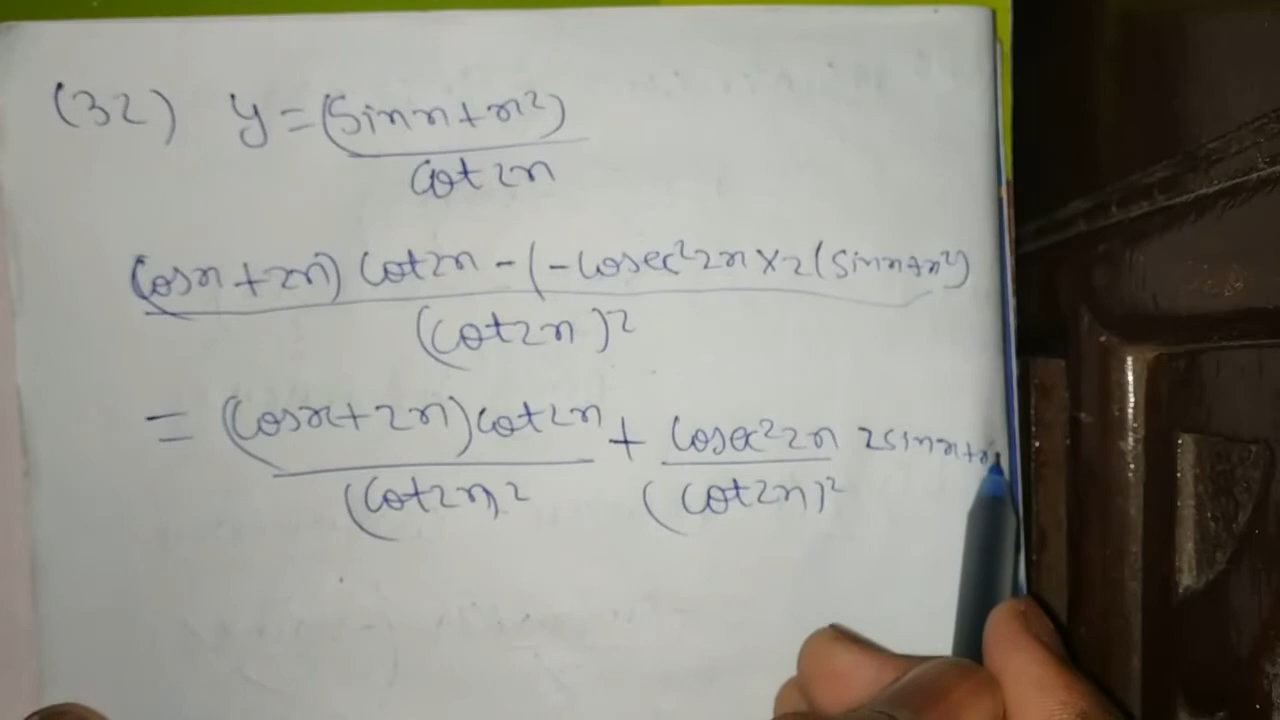 (32) y = (Sinx + x²)
cot 2x
(Cosx + 2x) Cot2x - (-Cosec²2x × 2 (Sinx + x²)
(Cot2x)²
= (Cosx + 2x) cot2x + Cosec²2x 2sinx +
(Cot2x)² (Cot2x)²